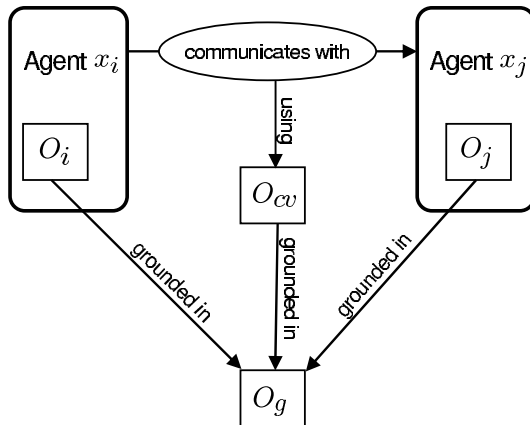 Agent x_i
communicates with
Agent x_j
using
O_i
O_cv
O_j
grounded in
grounded in
grounded in
O_g